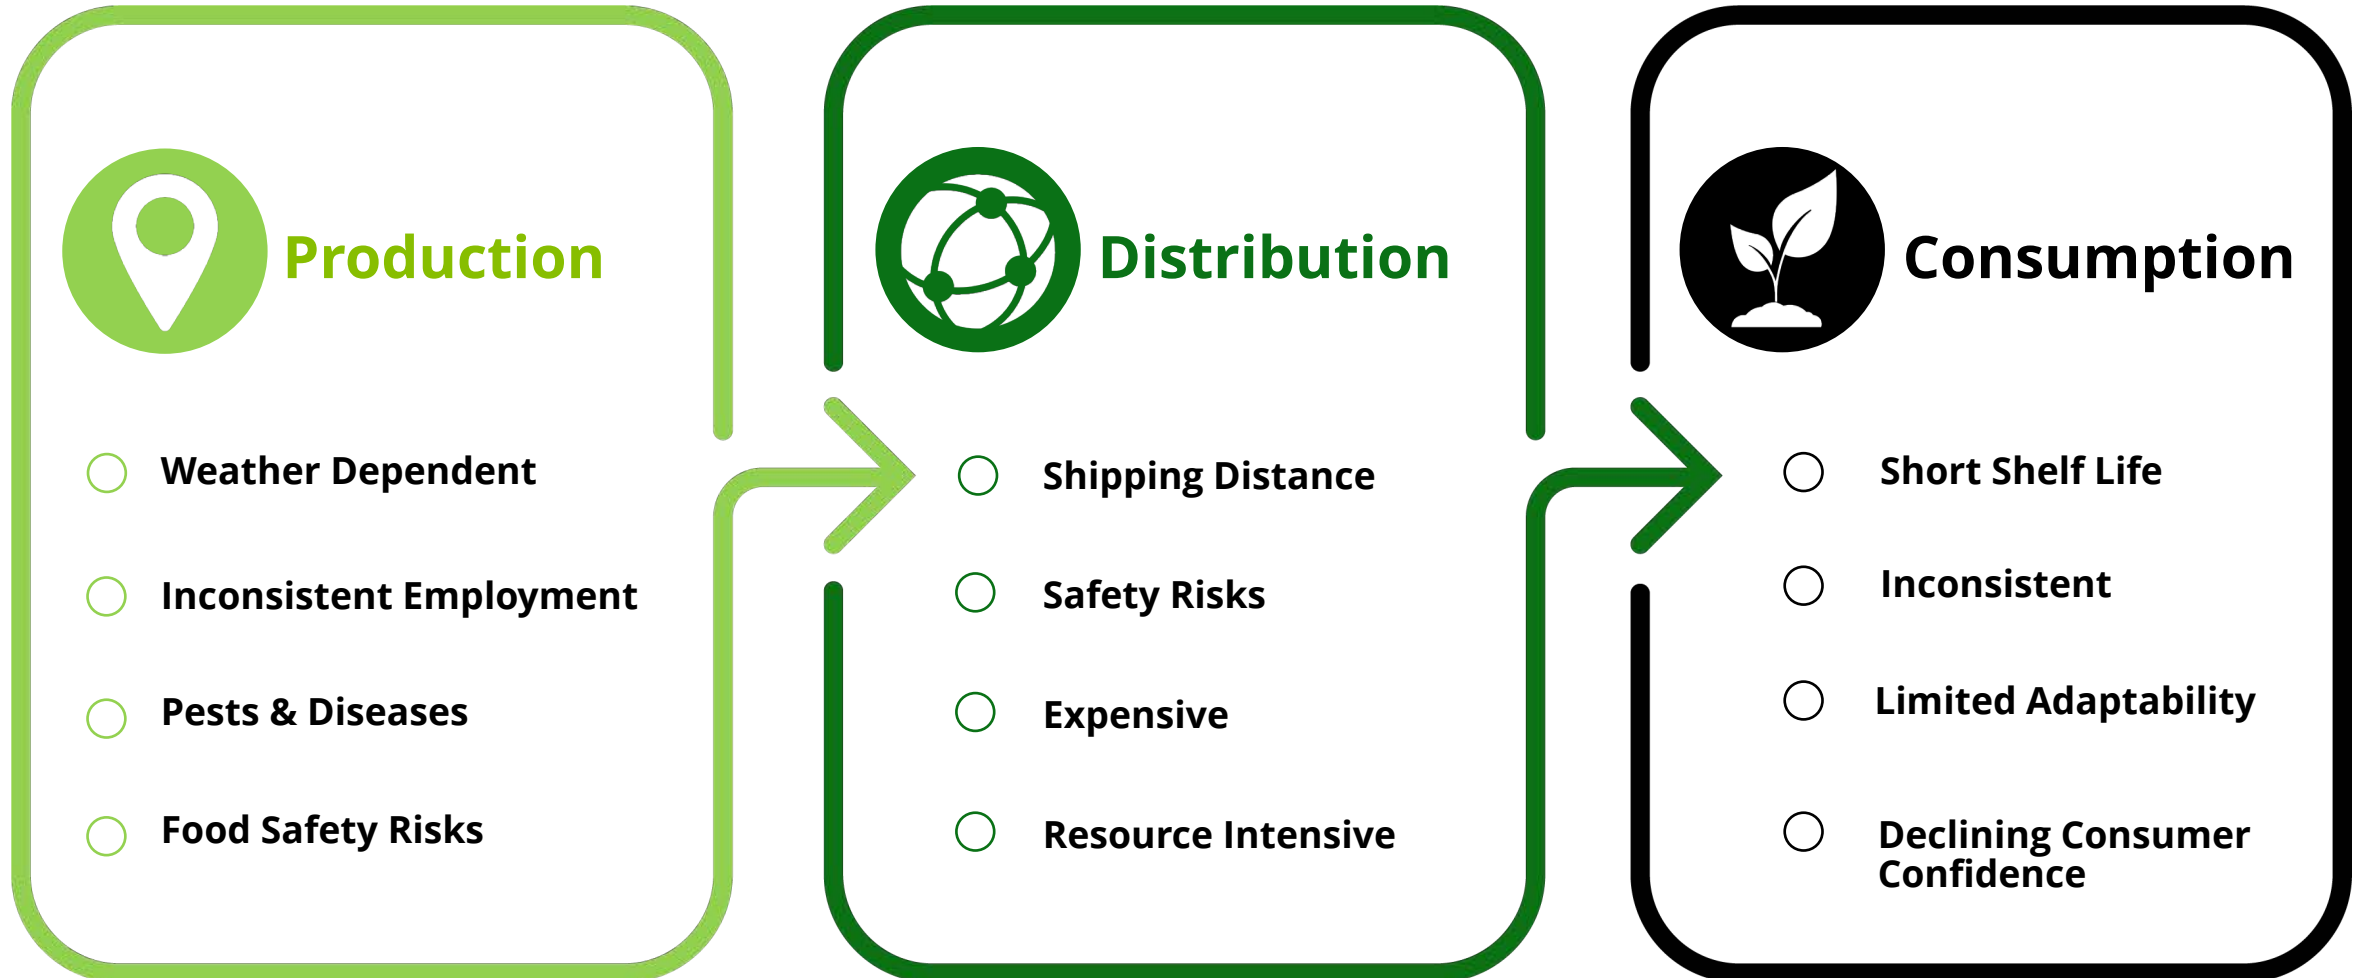 Production
Weather Dependent
Inconsistent Employment
Pests & Diseases
Food Safety Risks
Distribution
Shipping Distance
Safety Risks
Expensive
Resource Intensive
Consumption
Short Shelf Life
Inconsistent
Limited Adaptability
Declining Consumer
Confidence